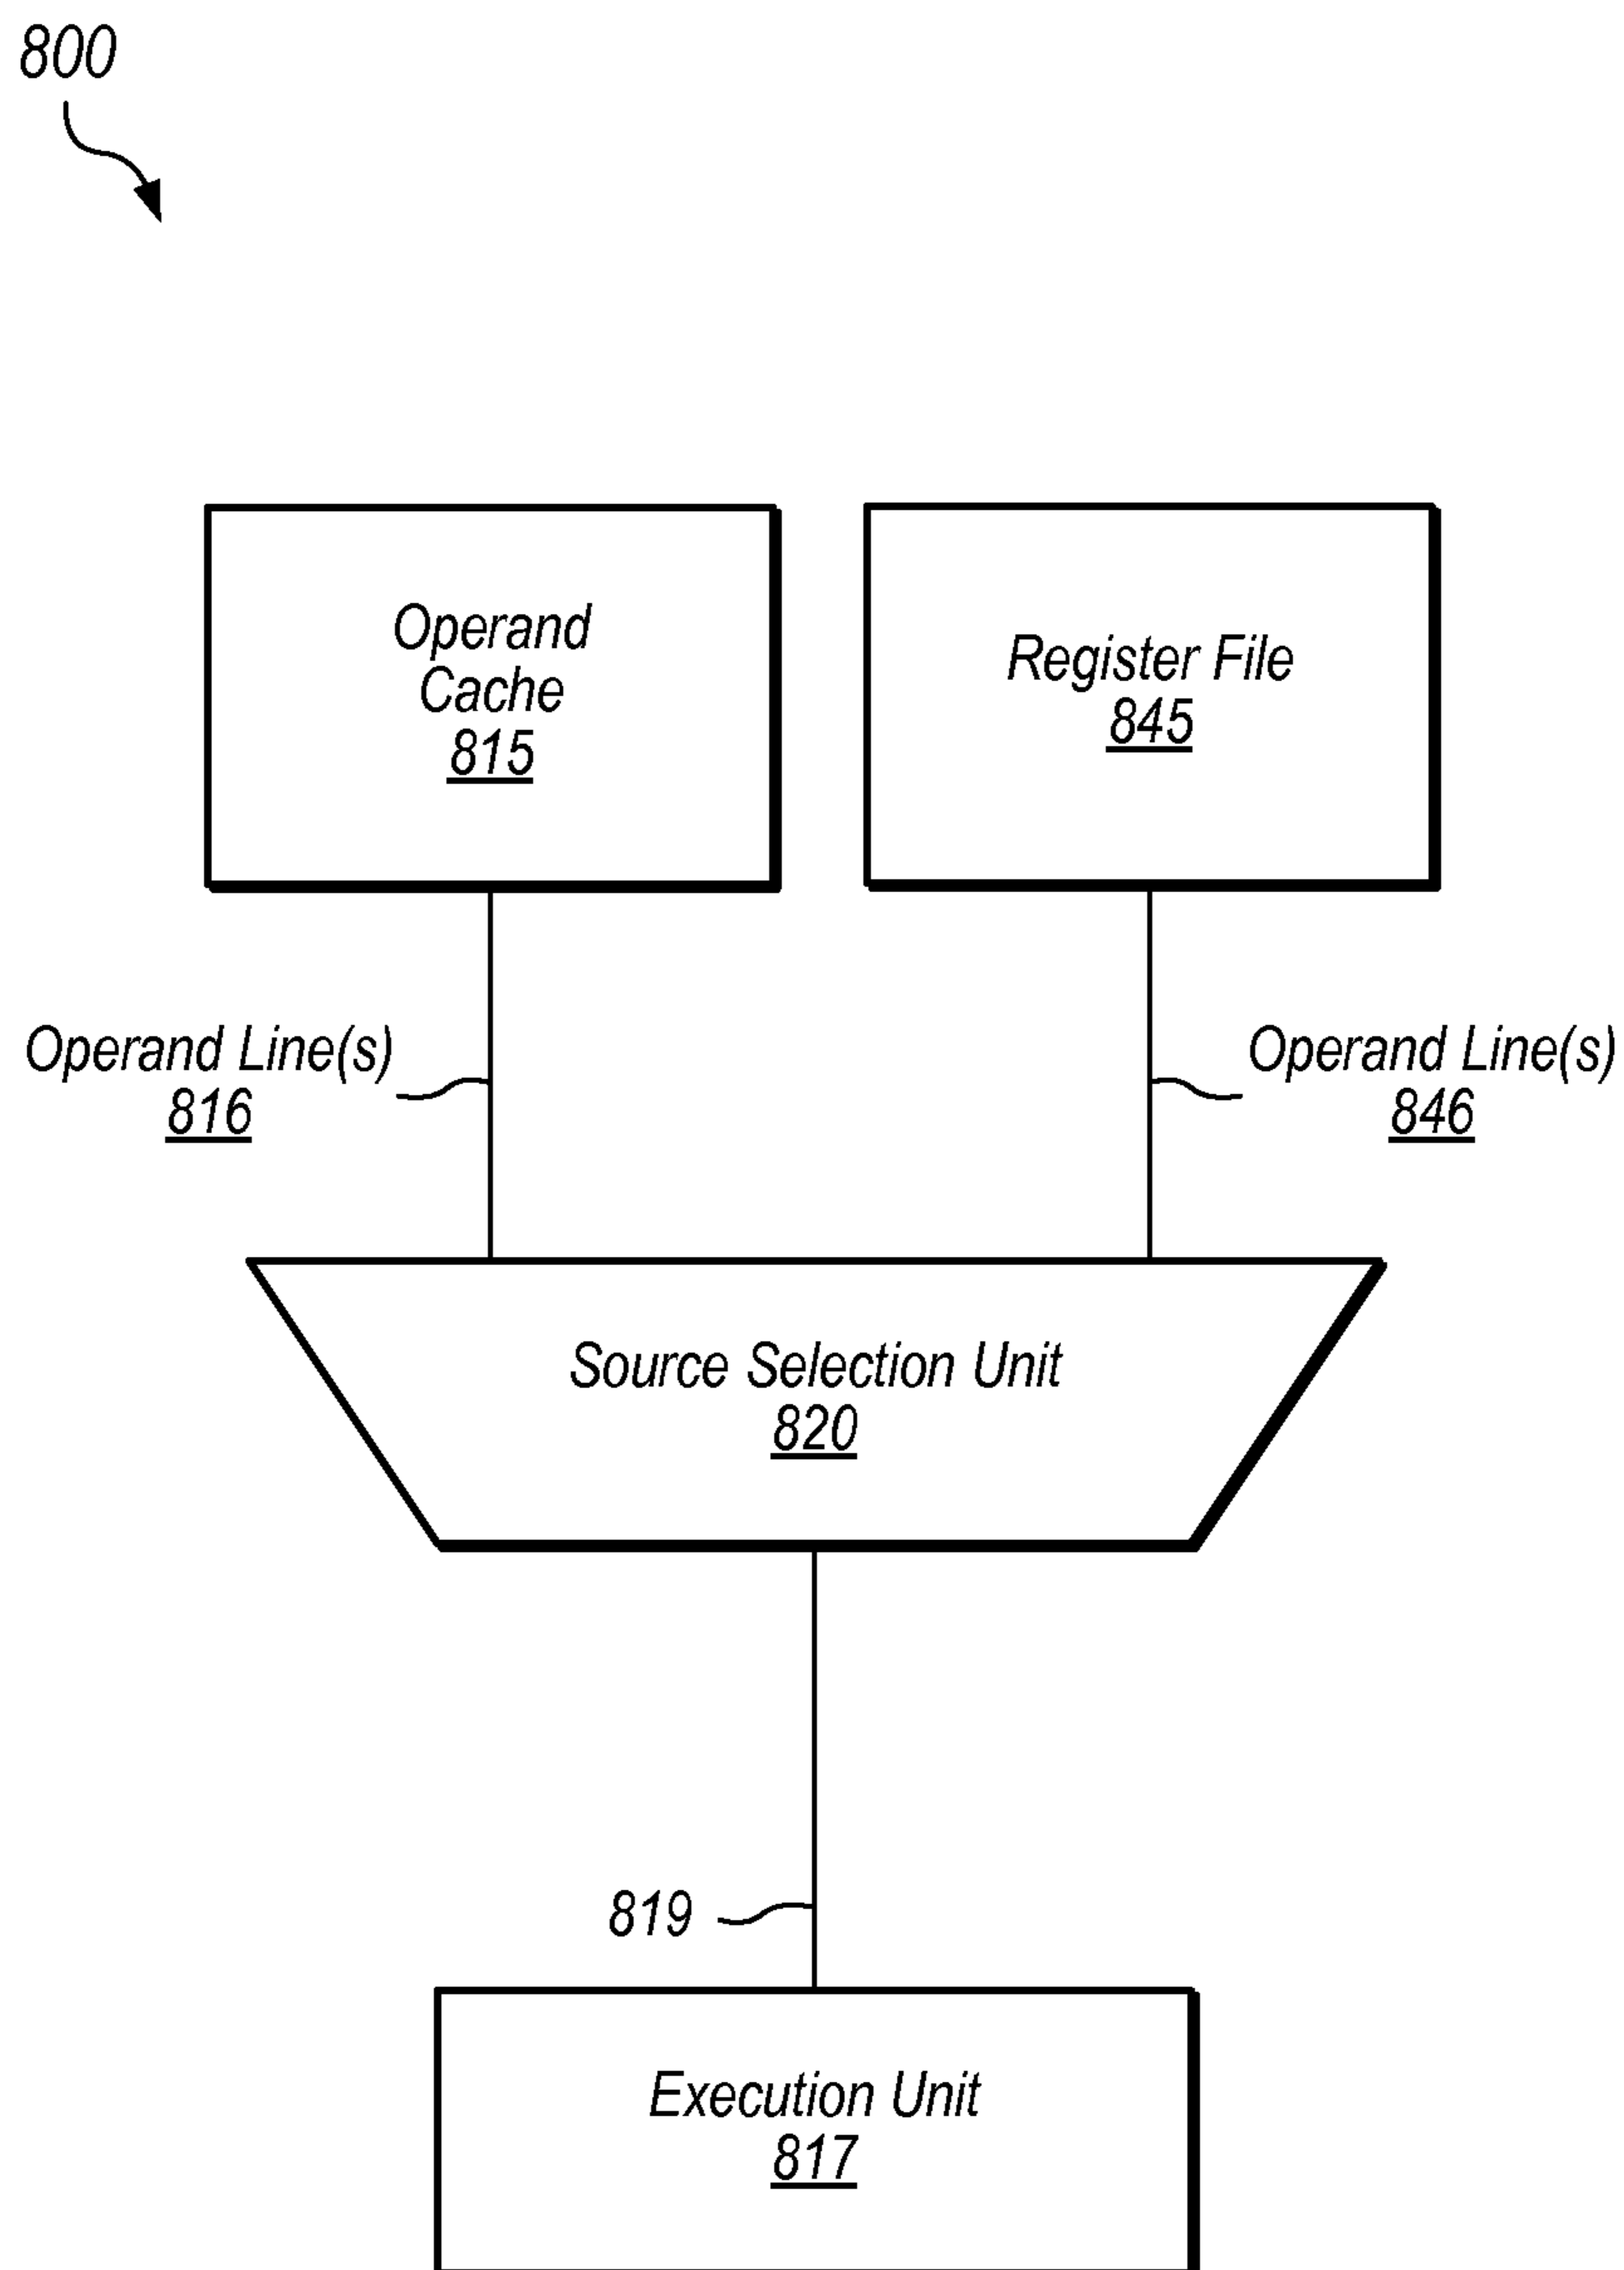 800
Operand
Cache
815
Register File
845
Operand Line(s)
816
Operand Line(s)
846
Source Selection Unit
820
819
Execution Unit
817